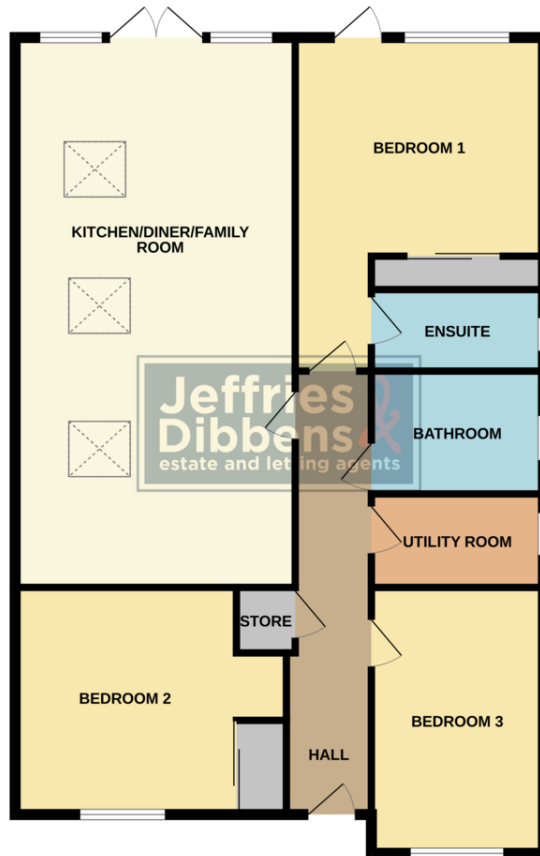 BEDROOM 1
KITCHEN/DINER/FAMILY
ROOM
ENSUITE
Jeffries &
Dibbens
estate and letting agents
BATHROOM
UTILITY ROOM
STORE
BEDROOM 2
BEDROOM 3
HALL